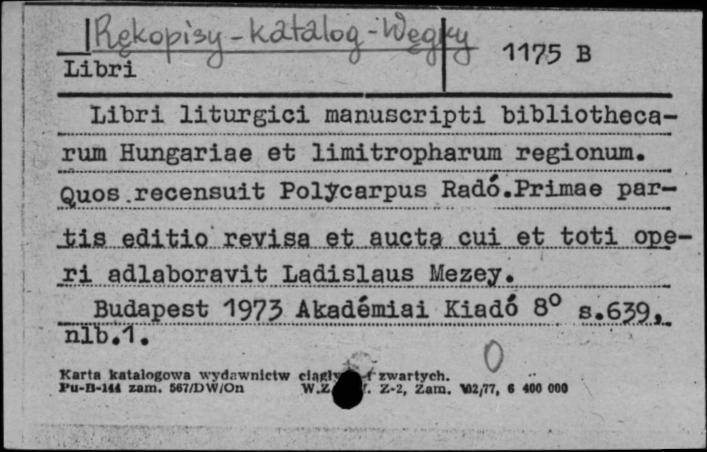 Rękopisy - katalog - Węgry
1175 B
Libri
Libri liturgici manuscripti bibliotheca-
rum Hungariae et limitropharum regionum.
Quos recensuit Polycarpus Radó.Primae par-
tis editio revisa et aucta cui et toti ope-
ri adlaboravit Ladislaus Mezey.
Budapest 1973 Akadémiai Kiadó 8° s.639,
nlb.1.
0
Karta katalogowa wydawnictw i zwartych.
Pu-B-144 zam. 567/DW/On W.Z. Z-2, Zam. 102/77, 6 400 000